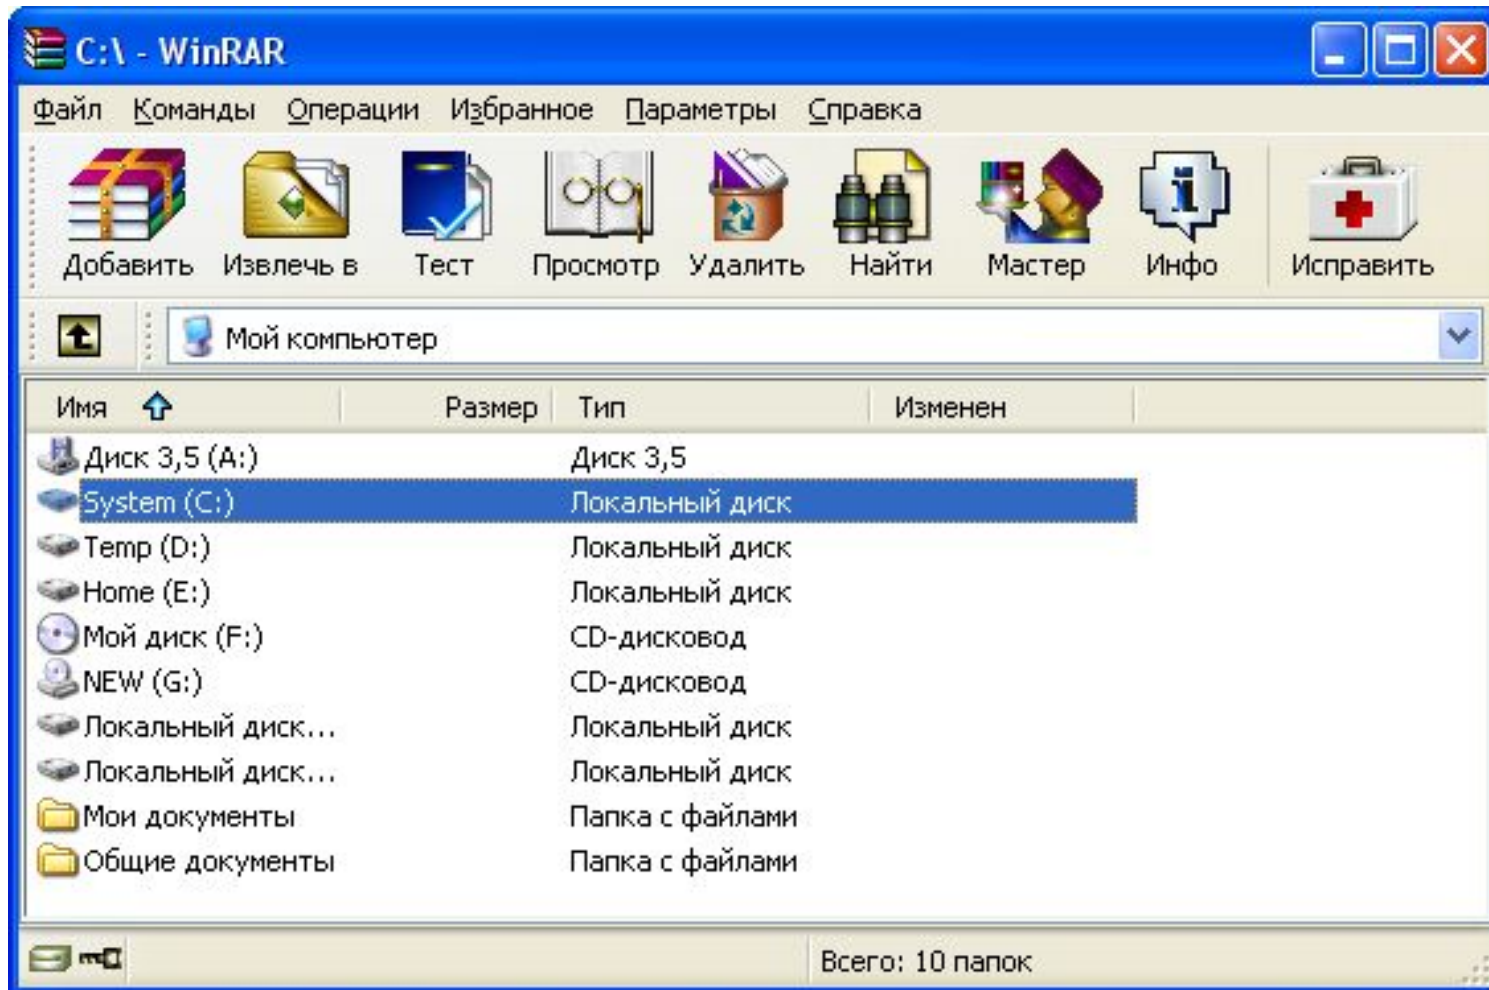 C:\ - WinRAR
Файл Команды Операции Избранное Параметры Справка
Добавить Извлечь в Тест Просмотр Удалить Найти Мастер Инфо Исправить
Мой компьютер
Имя Размер Тип Изменен
Диск 3,5 (A:) Диск 3,5
System (C:) Локальный диск
Temp (D:) Локальный диск
Home (E:) Локальный диск
Мой диск (F:) CD-дисковод
NEW (G:) CD-дисковод
Локальный диск... Локальный диск
Локальный диск... Локальный диск
Мои документы Папка с файлами
Общие документы Папка с файлами
Всего: 10 папок